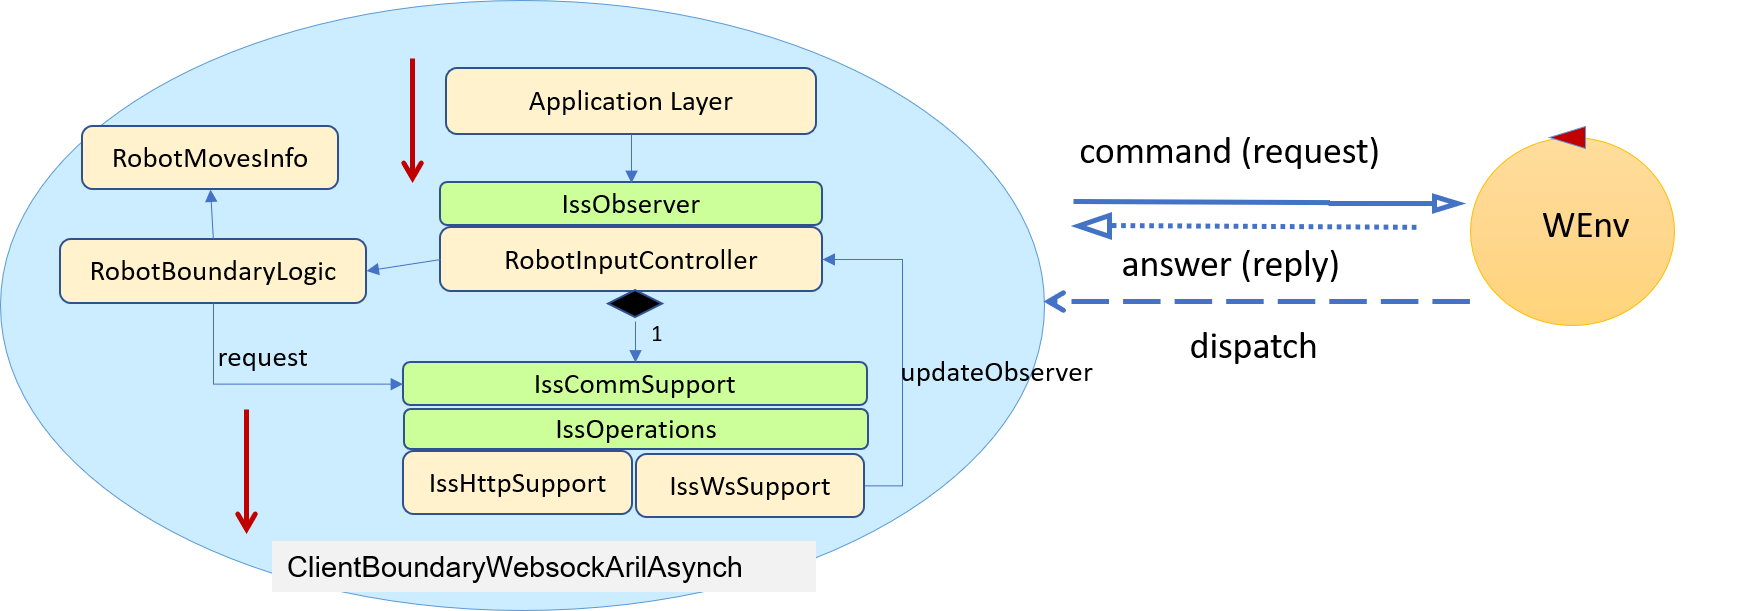 Application Layer
RobotMovesInfo
IssObserver
RobotInputController
RobotBoundaryLogic
1
request
IssCommSupport
updateObserver
IssOperations
IssHttpSupport
IssWsSupport
ClientBoundaryWebsockArilAsynch
command (request)
WEnv
answer (reply)
dispatch